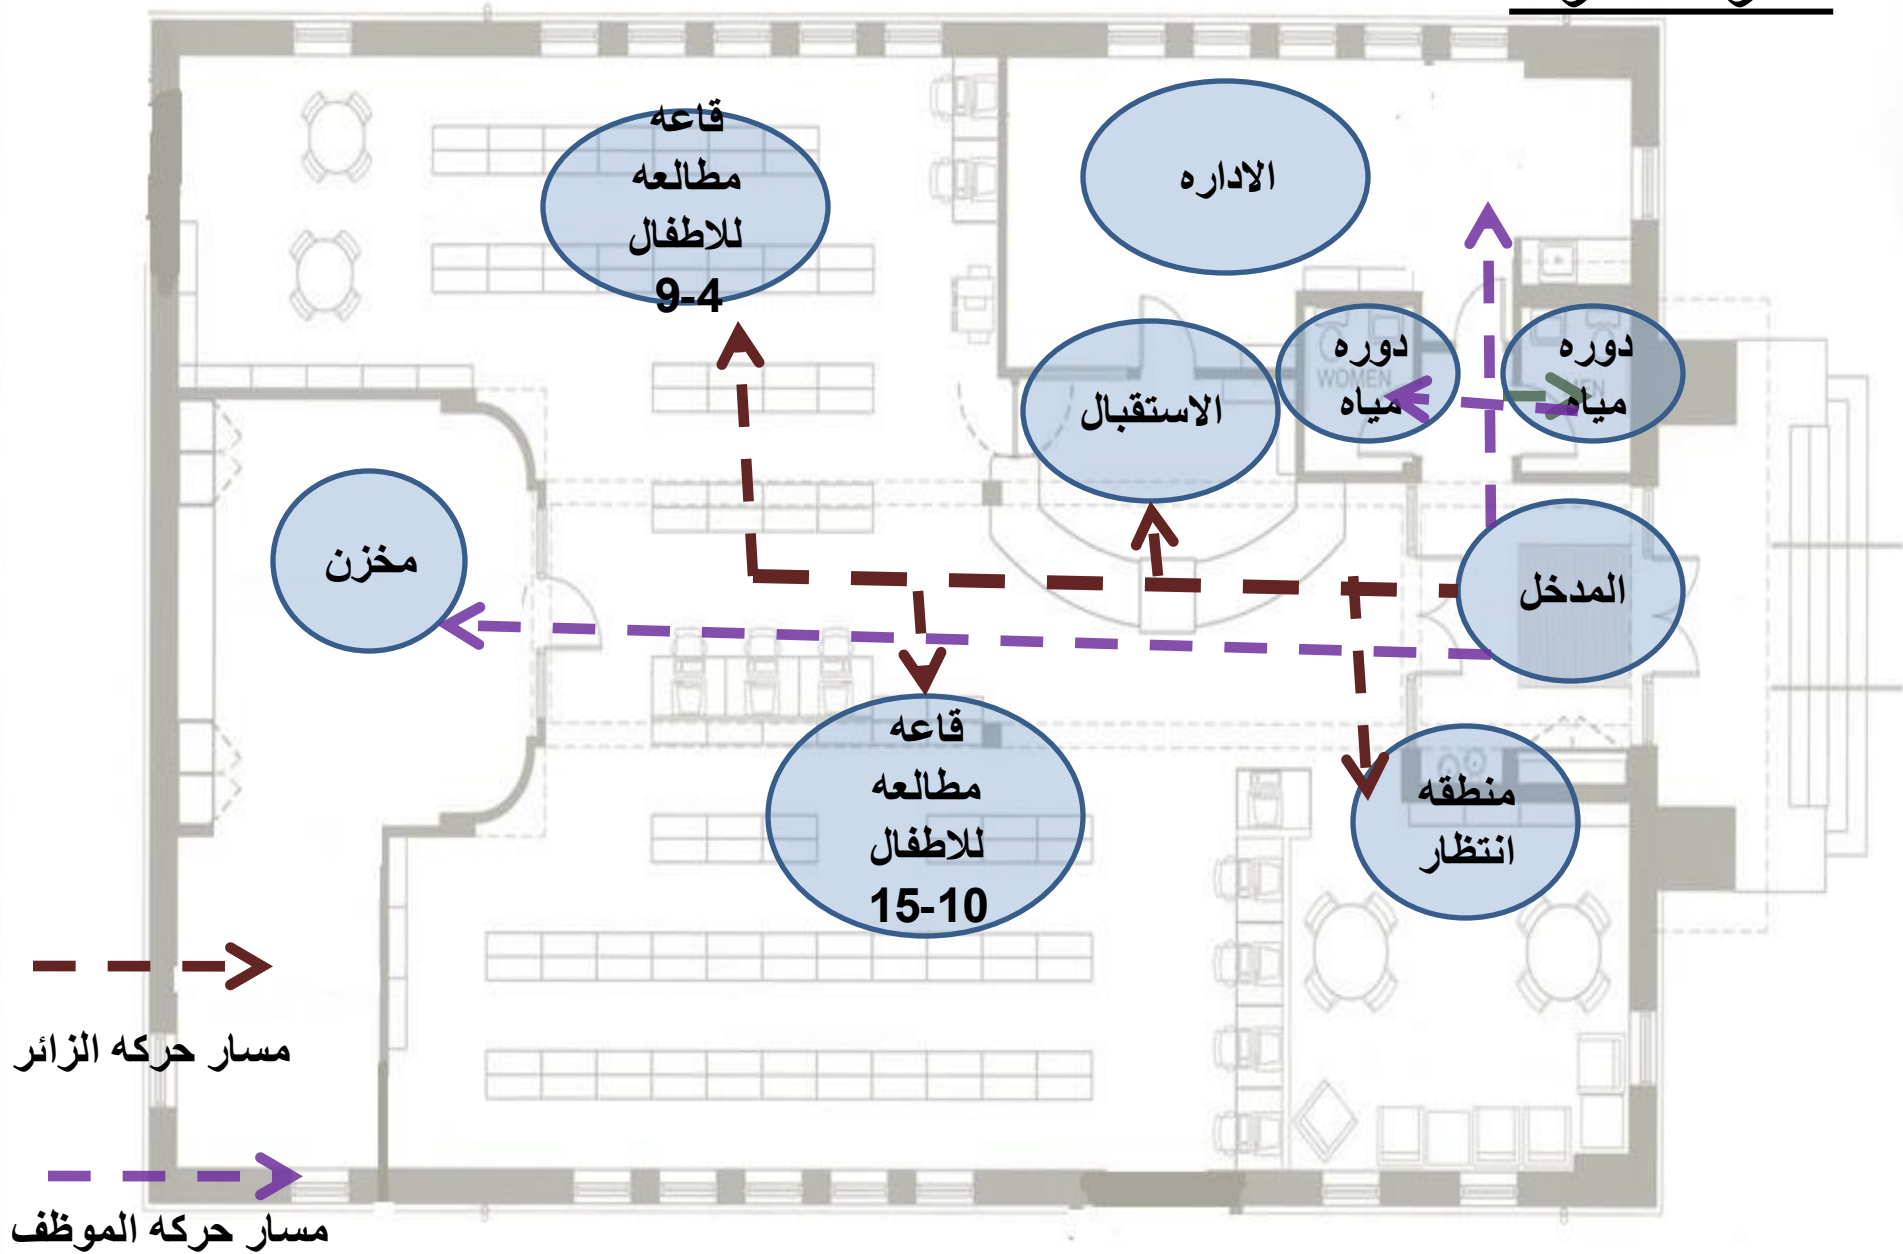 قاعه
مطالعه
للاطفال
9-4
الاداره
دوره
مياه
WOMEN
دوره
مياه
MEN
الاستقبال
المدخل
مخزن
قاعه
مطالعه
للاطفال
15-10
منطقه
انتظار
مسار حركه الزائر
مسار حركه الموظف